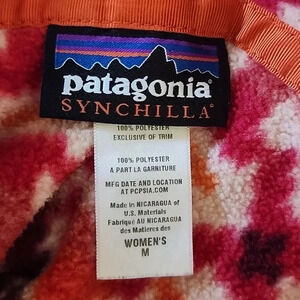 patagonia®
SYNCHILLA®
100% POLYESTER
EXCLUSIVE OF TRIM
100% POLYESTER
A PART LA GARNITURE
MFG DATE AND LOCATION
AT PCPSIA.COM
Made in NICARAGUA of
U.S. Materials
Fabriqué AU NICARAGUA
des Matieres des
WOMEN'S
M